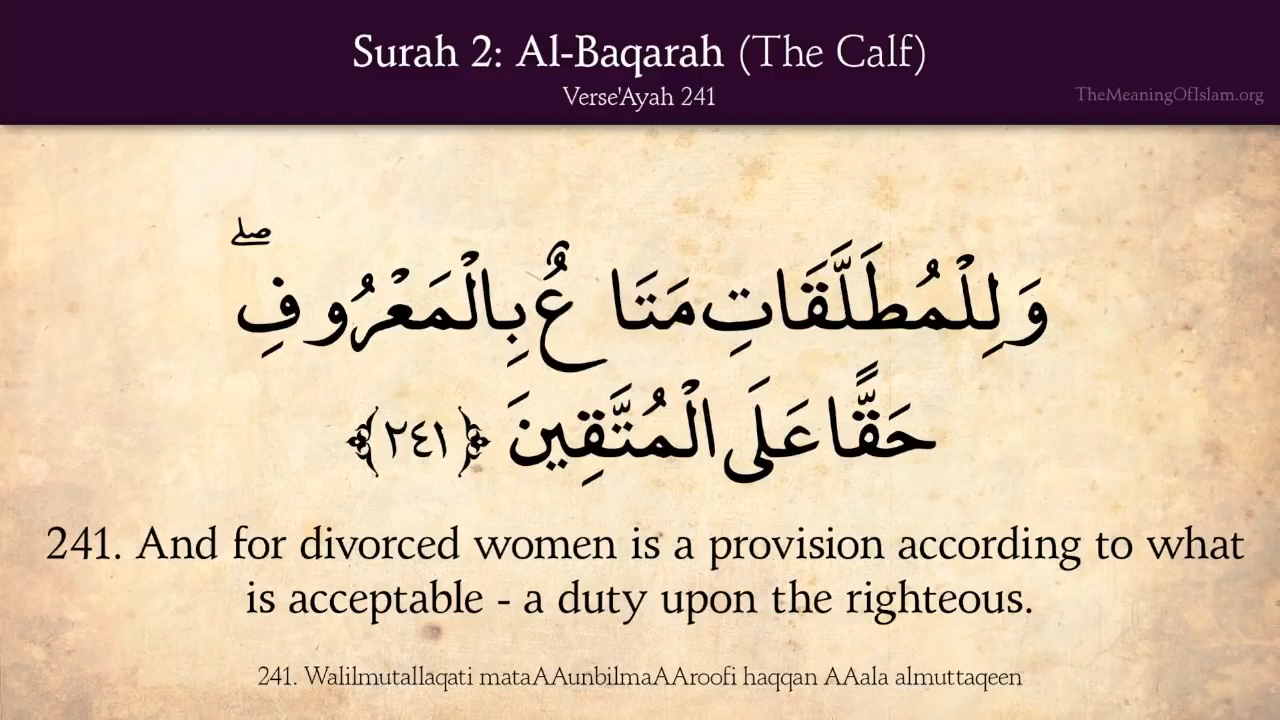 Surah 2: Al-Baqarah (The Calf)
Verse'Ayah 241
TheMeaningOfIslam.org
وَلِلْمُطَلَّقَاتِ مَتَاعٌ بِالْمَعْرُوفِ ۖ
حَقًّا عَلَى الْمُتَّقِينَ ﴿٢٤١﴾
241. And for divorced women is a provision according to what
is acceptable - a duty upon the righteous.
241. Walilmutallaqati mataAAunbilmaAAroofi haqqan AAala almuttaqeen